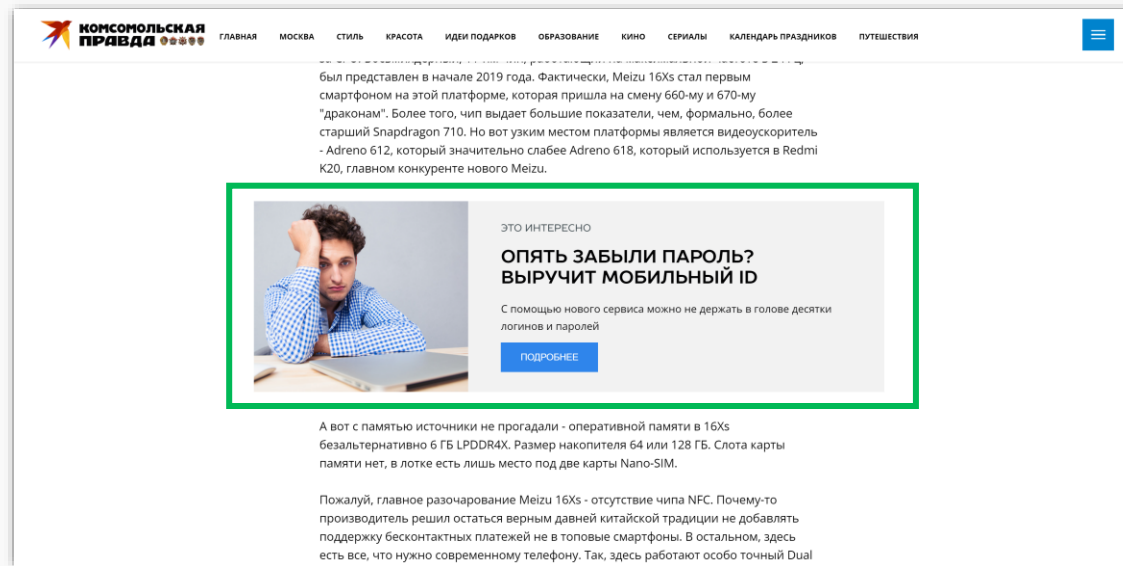 КОМСОМОЛЬСКАЯ
ПРАВДА
ГЛАВНАЯ МОСКВА СТИЛЬ КРАСОТА ИДЕИ ПОДАРКОВ ОБРАЗОВАНИЕ КИНО СЕРИАЛЫ КАЛЕНДАРЬ ПРАЗДНИКОВ ПУТЕШЕСТВИЯ
был представлен в начале 2019 года. Фактически, Meizu 16Xs стал первым
смартфоном на этой платформе, которая пришла на смену 660-му и 670-му
"драконам". Более того, чип выдает большие показатели, чем, формально, более
старший Snapdragon 710. Но вот узким местом платформы является видеоускоритель
- Adreno 612, который значительно слабее Adreno 618, который используется в Redmi
K20, главном конкуренте нового Meizu.
ЭТО ИНТЕРЕСНО
ОПЯТЬ ЗАБЫЛИ ПАРОЛЬ?
ВЫРУЧИТ МОБИЛЬНЫЙ ID
С помощью нового сервиса можно не держать в голове десятки
логинов и паролей
ПОДРОБНЕЕ
А вот с памятью источники не прогадали - оперативной памяти в 16Xs
безальтернативно 6 ГБ LPDDR4X. Размер накопителя 64 или 128 ГБ. Слота карты
памяти нет, в лотке есть лишь место под две карты Nano-SIM.
Пожалуй, главное разочарование Meizu 16Xs - отсутствие чипа NFC. Почему-то
производитель решил остаться верным давней китайской традиции не добавлять
поддержку бесконтактных платежей не в топовые смартфоны. В остальном, здесь
есть все, что нужно современному телефону. Так, здесь работают особо точный Dual